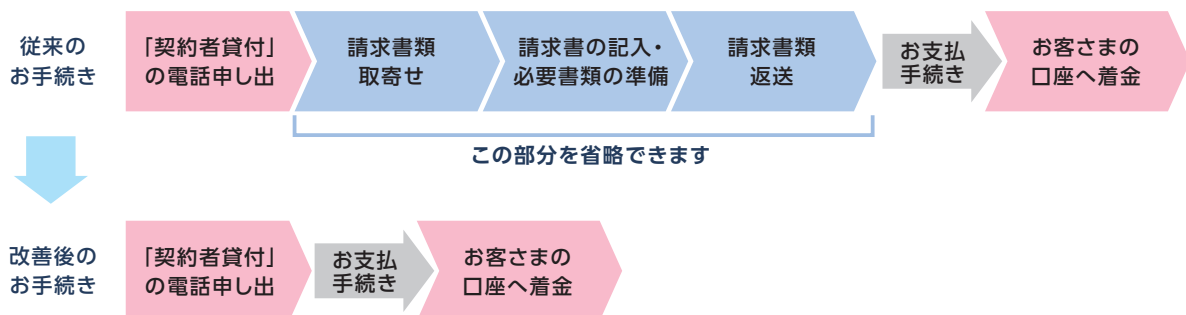 従来の
お手続き
「契約者貸付」
の電話申し出
請求書類
取寄せ
請求書の記入・
必要書類の準備
請求書類
返送
お支払
手続き
お客さまの
口座へ着金
この部分を省略できます
改善後の
お手続き
「契約者貸付」
の電話申し出
お支払
手続き
お客さまの
口座へ着金